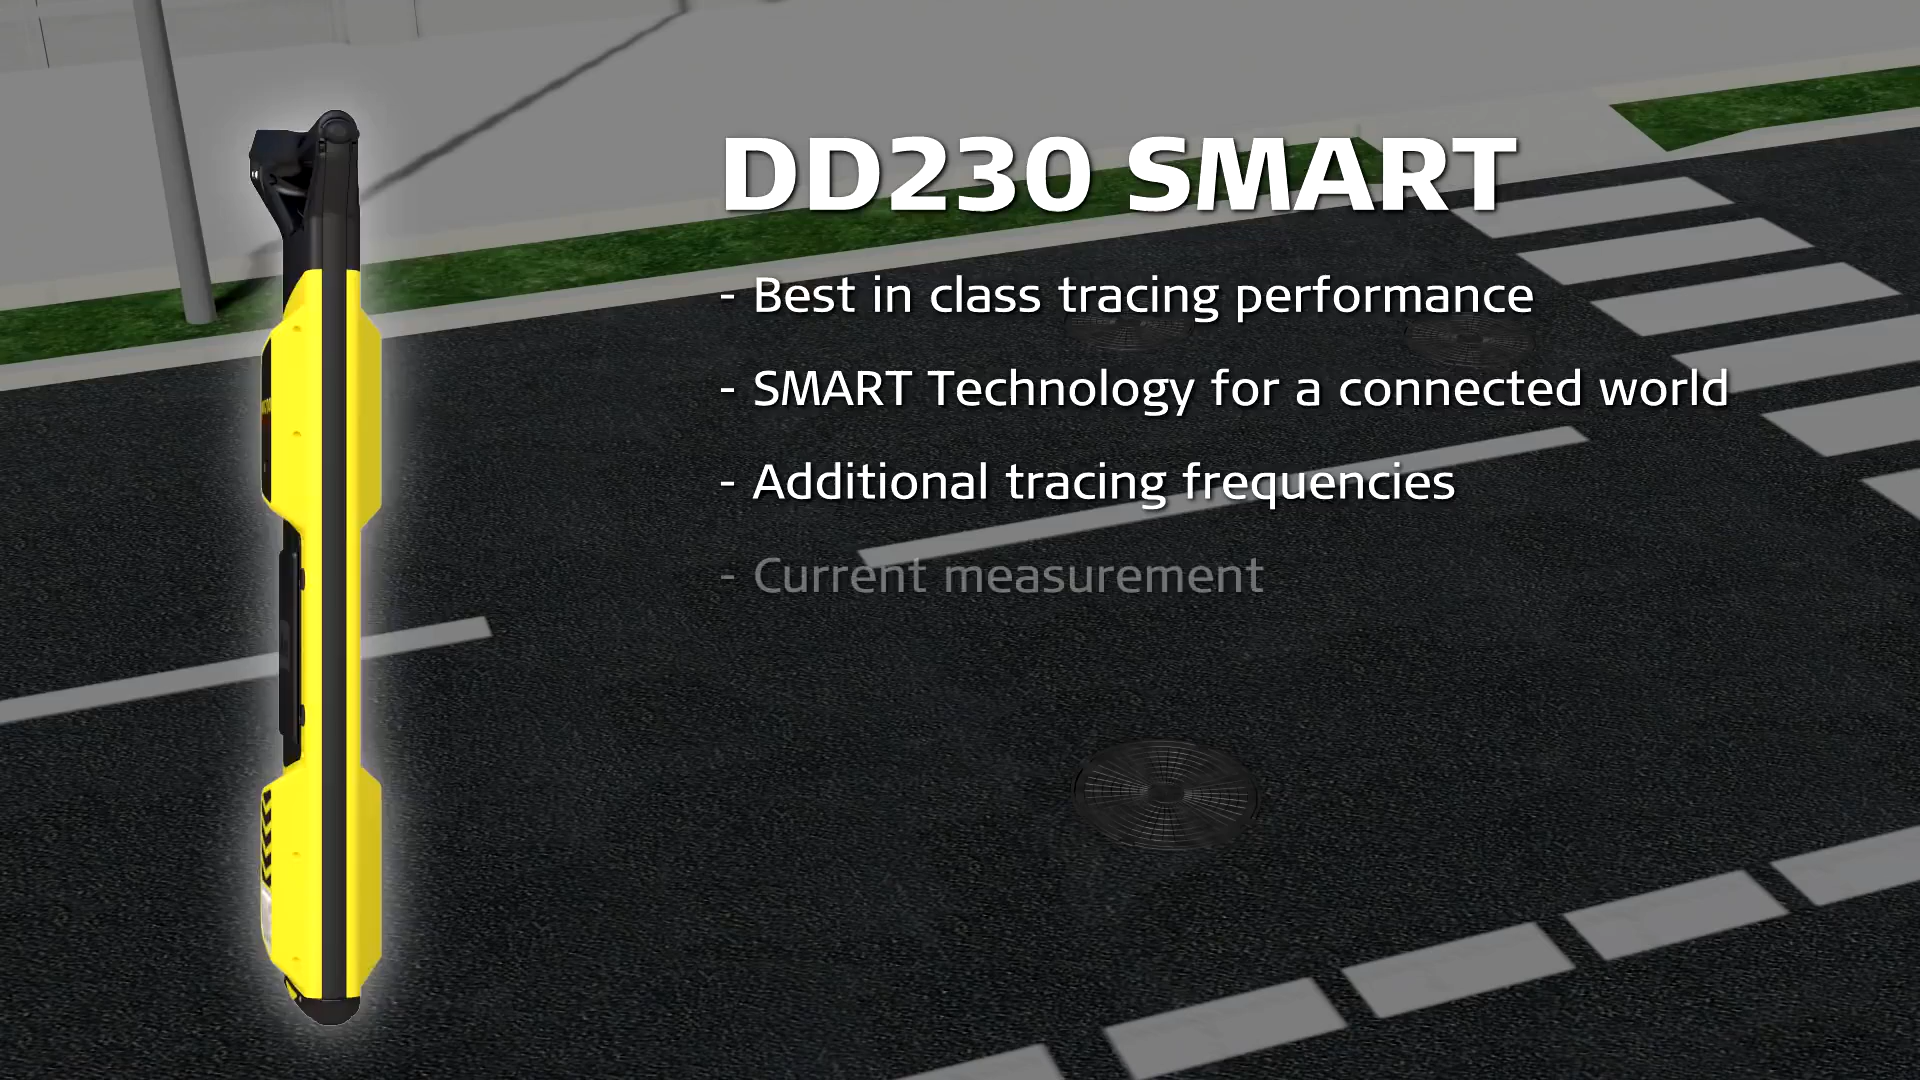 DD230 SMART
- Best in class tracing performance
- SMART Technology for a connected world
- Additional tracing frequencies
- Current measurement